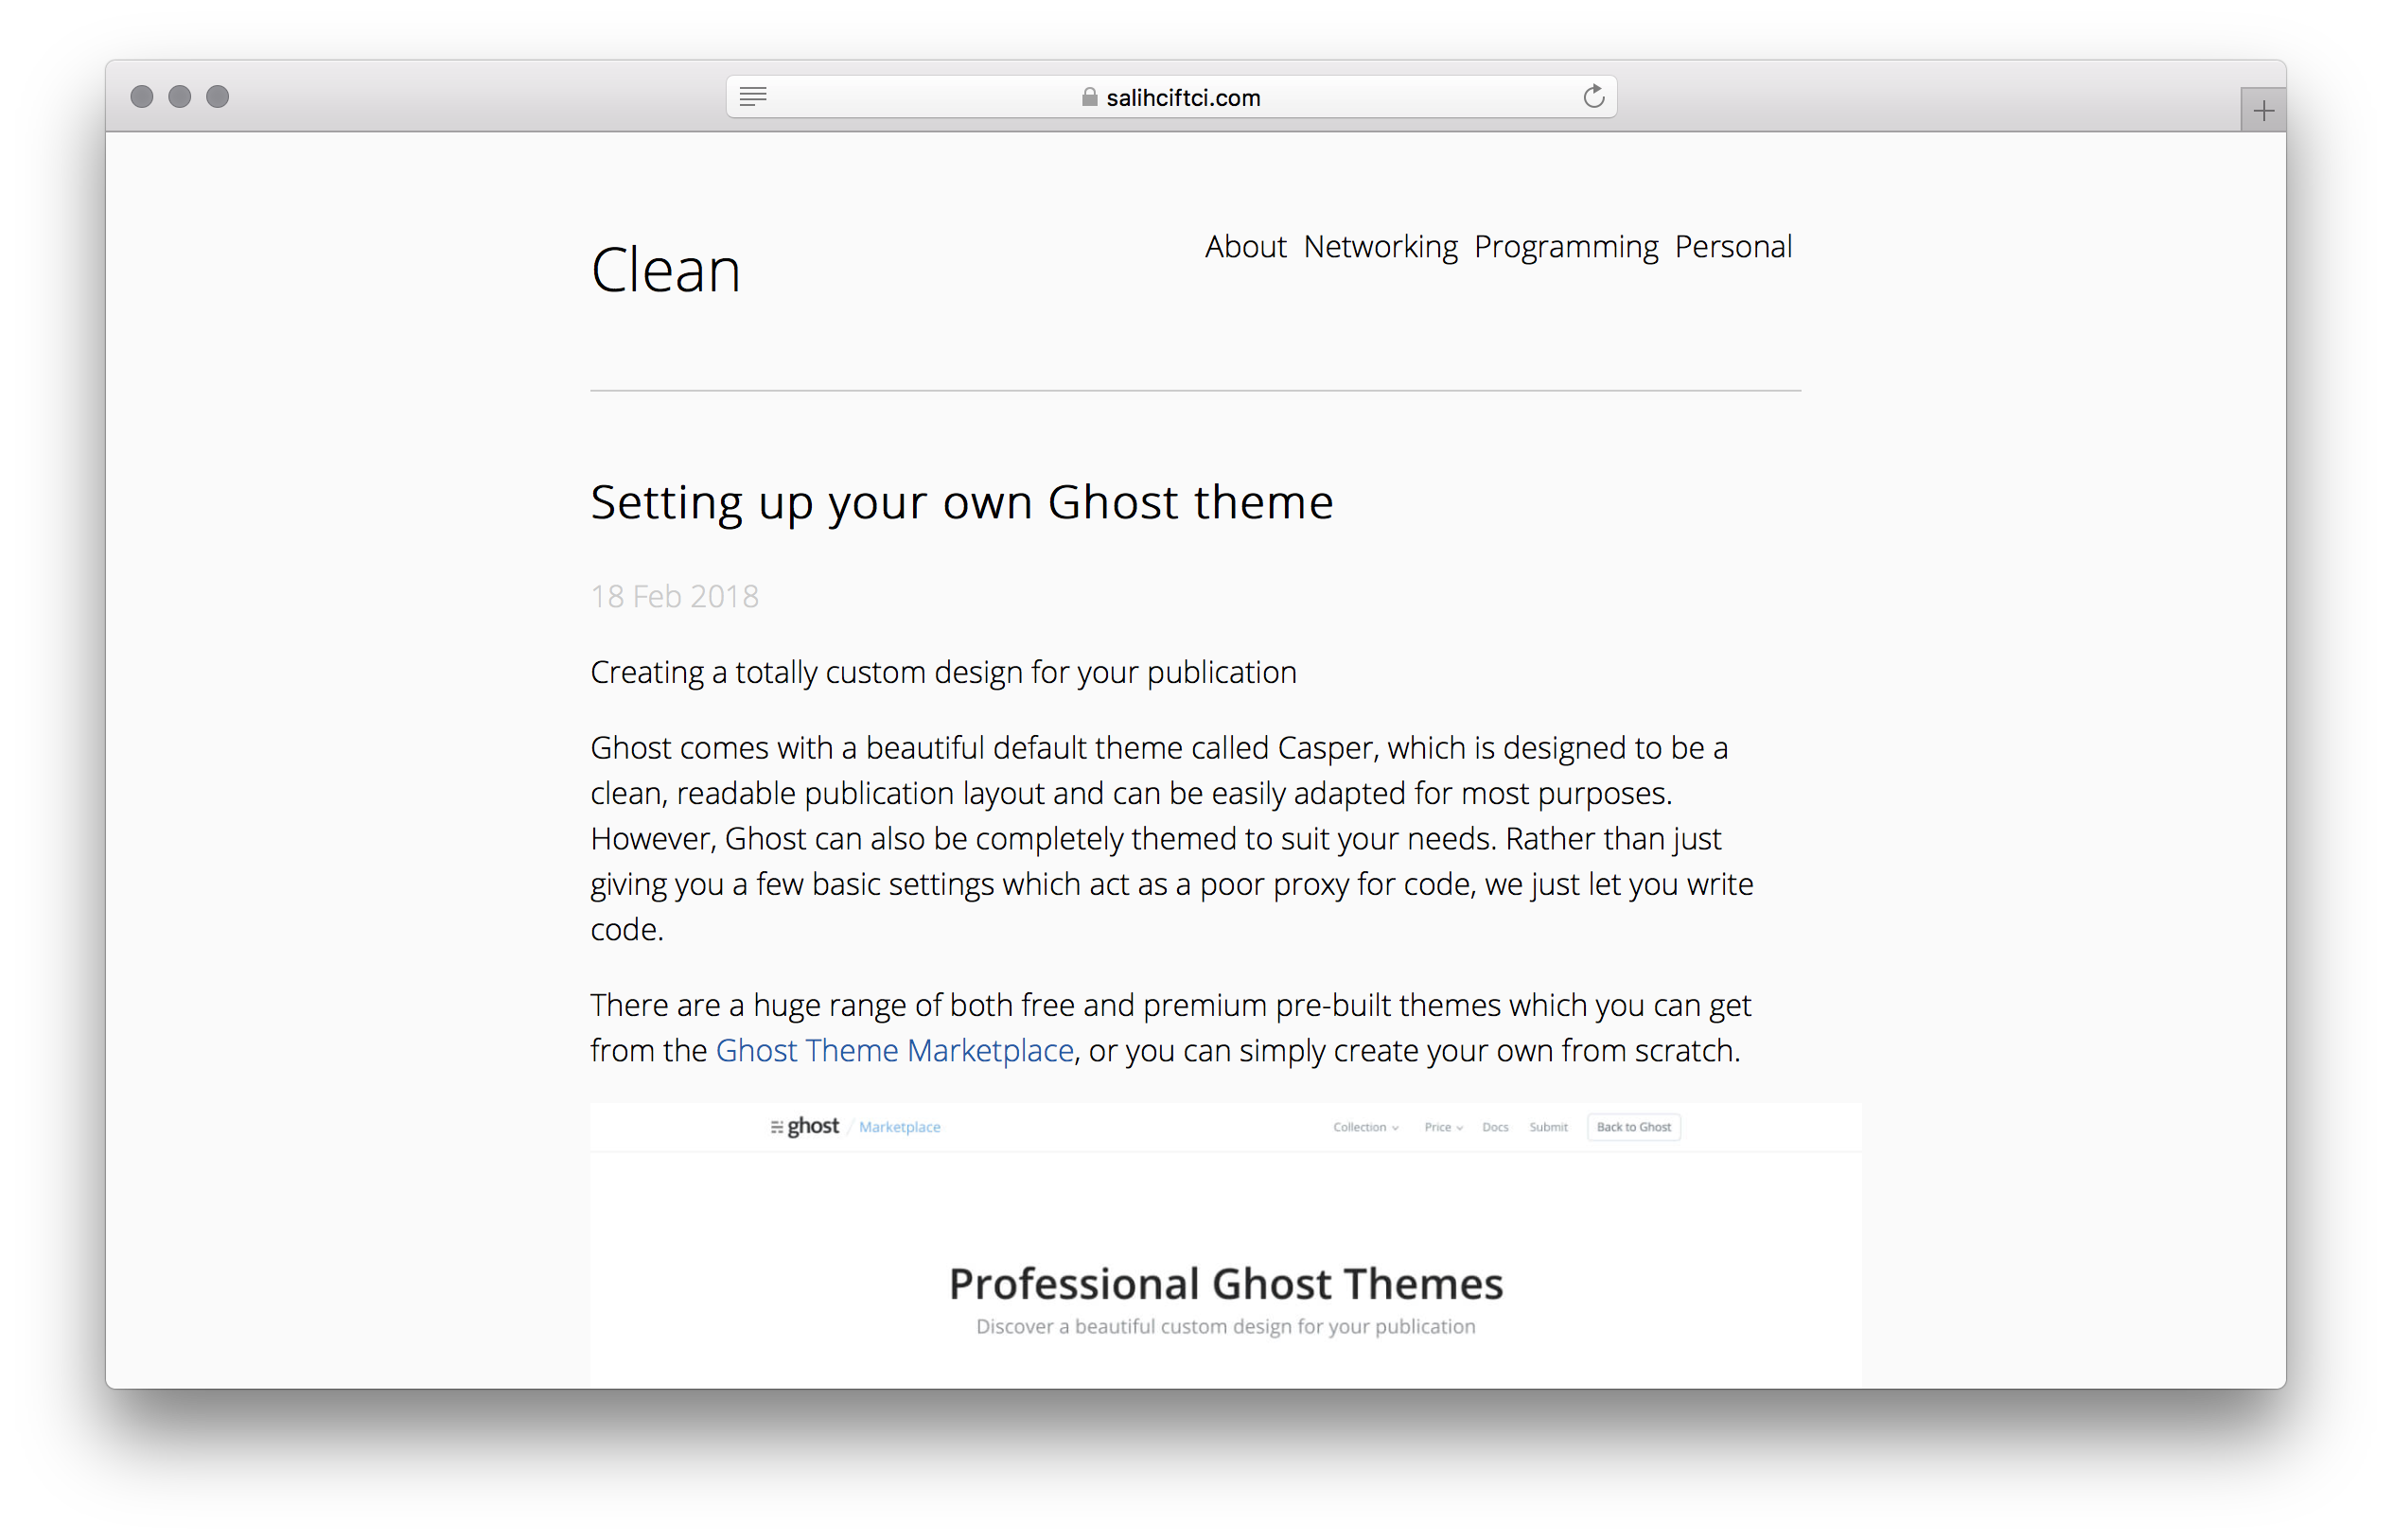 salihciftci.com
Clean
About Networking Programming Personal
Setting up your own Ghost theme
18 Feb 2018
Creating a totally custom design for your publication
Ghost comes with a beautiful default theme called Casper, which is designed to be a
clean, readable publication layout and can be easily adapted for most purposes.
However, Ghost can also be completely themed to suit your needs. Rather than just
giving you a few basic settings which act as a poor proxy for code, we just let you write
code.
There are a huge range of both free and premium pre-built themes which you can get
from the Ghost Theme Marketplace, or you can simply create your own from scratch.
ghost / Marketplace Collection Price Docs Submit Back to Ghost
Professional Ghost Themes
Discover a beautiful custom design for your publication